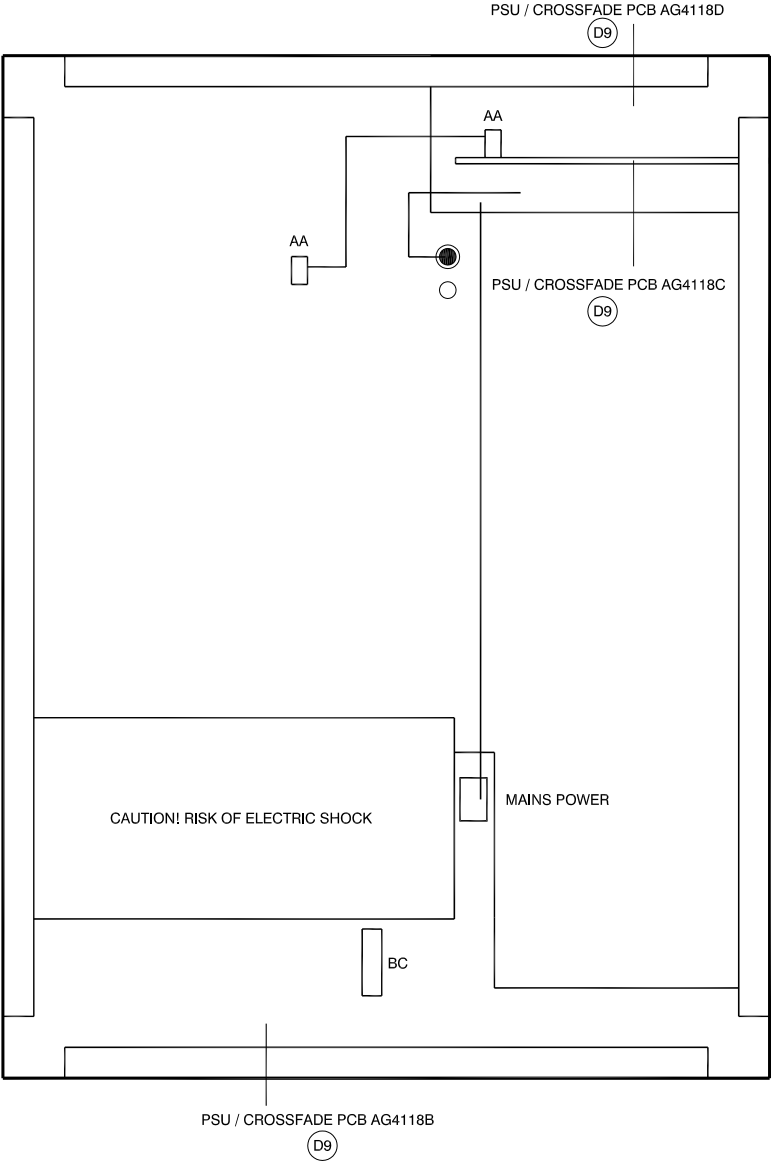 PSU / CROSSFADE PCB AG4118D
D9
AA
AA
PSU / CROSSFADE PCB AG4118C
D9
MAINS POWER
CAUTION! RISK OF ELECTRIC SHOCK
BC
PSU / CROSSFADE PCB AG4118B
D9